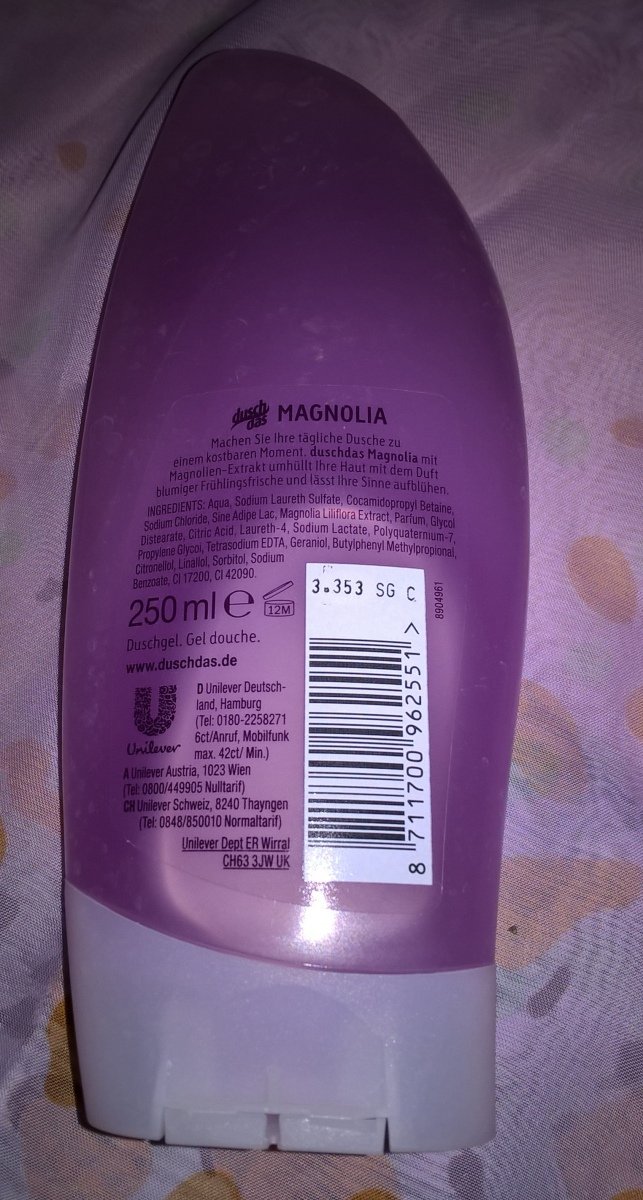 dusch
das MAGNOLIA
Machen Sie Ihre tägliche Dusche zu
einem kostbaren Moment. duschdas Magnolia mit
Magnolien-Extrakt umhüllt Ihre Haut mit dem Duft
blumiger Frühlingsfrische und lässt Ihre Sinne aufblühen.
INGREDIENTS: Aqua, Sodium Laureth Sulfate, Cocamidopropyl Betaine,
Sodium Chloride, Sine Adipe Lac, Magnolia Liliflora Extract, Parfum, Glycol
Distearate, Citric Acid, Laureth-4, Sodium Lactate, Polyquaternium-7,
Propylene Glycol, Tetrasodium EDTA, Geraniol, Butylphenyl Methylpropional,
Citronellol, Linalool, Sorbitol, Sodium
Benzoate, CI 17200, CI 42090.
250 ml e 12M
Duschgel. Gel douche.
www.duschdas.de
Unilever
D Unilever Deutsch-
land, Hamburg
(Tel: 0180-2258271
6ct/Anruf, Mobilfunk
max. 42ct/ Min.)
A Unilever Austria, 1023 Wien
(Tel: 0800/449905 Nulltarif)
CH Unilever Schweiz, 8240 Thayngen
(Tel: 0848/850010 Normaltarif)
Unilever Dept ER Wirral
CH63 3JW UK
3.353 SG C
8 711700 962551 >
8904961